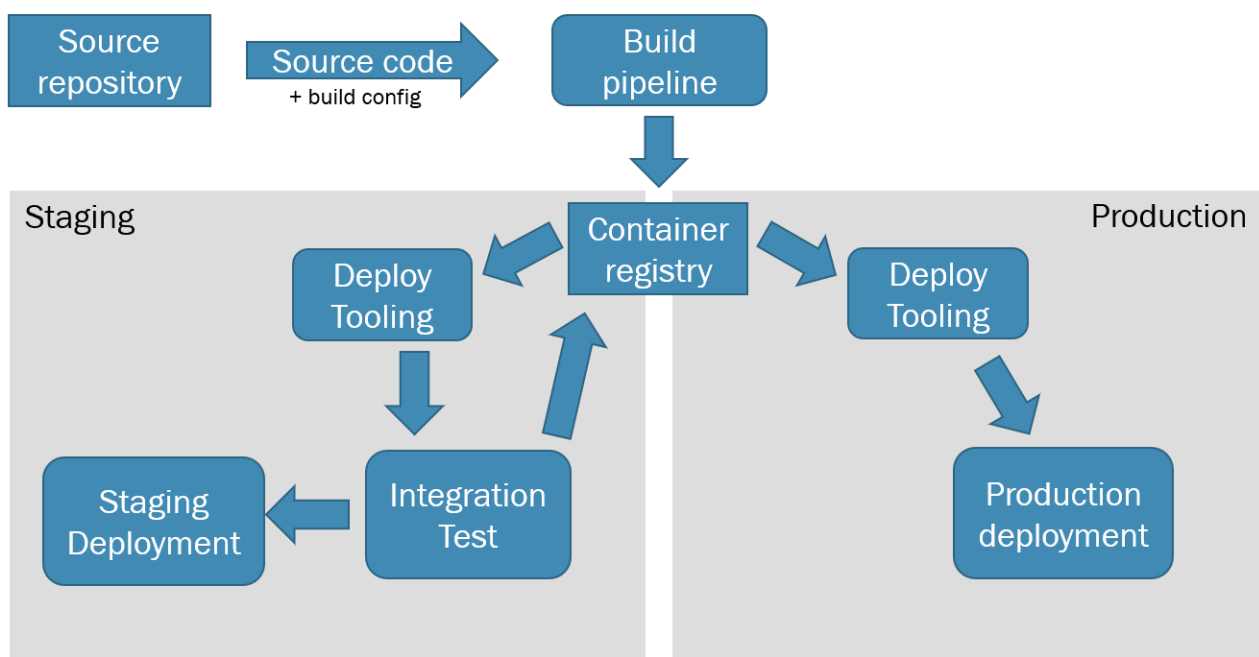 Source
repository
Source code
+ build config
Build
pipeline
Staging
Container
registry
Production
Deploy
Tooling
Deploy
Tooling
Staging
Deployment
Integration
Test
Production
deployment